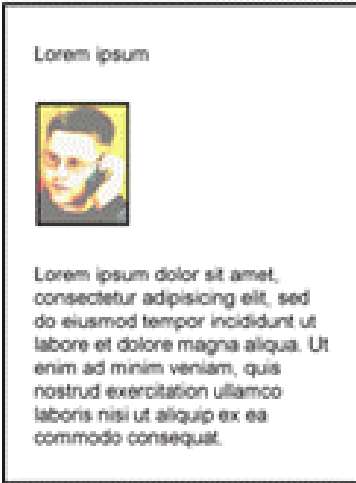 Lorem ipsum
Lorem ipsum dolor sit amet,
consectetur adipisicing elit, sed
do eiusmod tempor incididunt ut
labore et dolore magna aliqua. Ut
enim ad minim veniam, quis
nostrud exercitation ullamco
laboris nisi ut aliquip ex ea
commodo consequat.